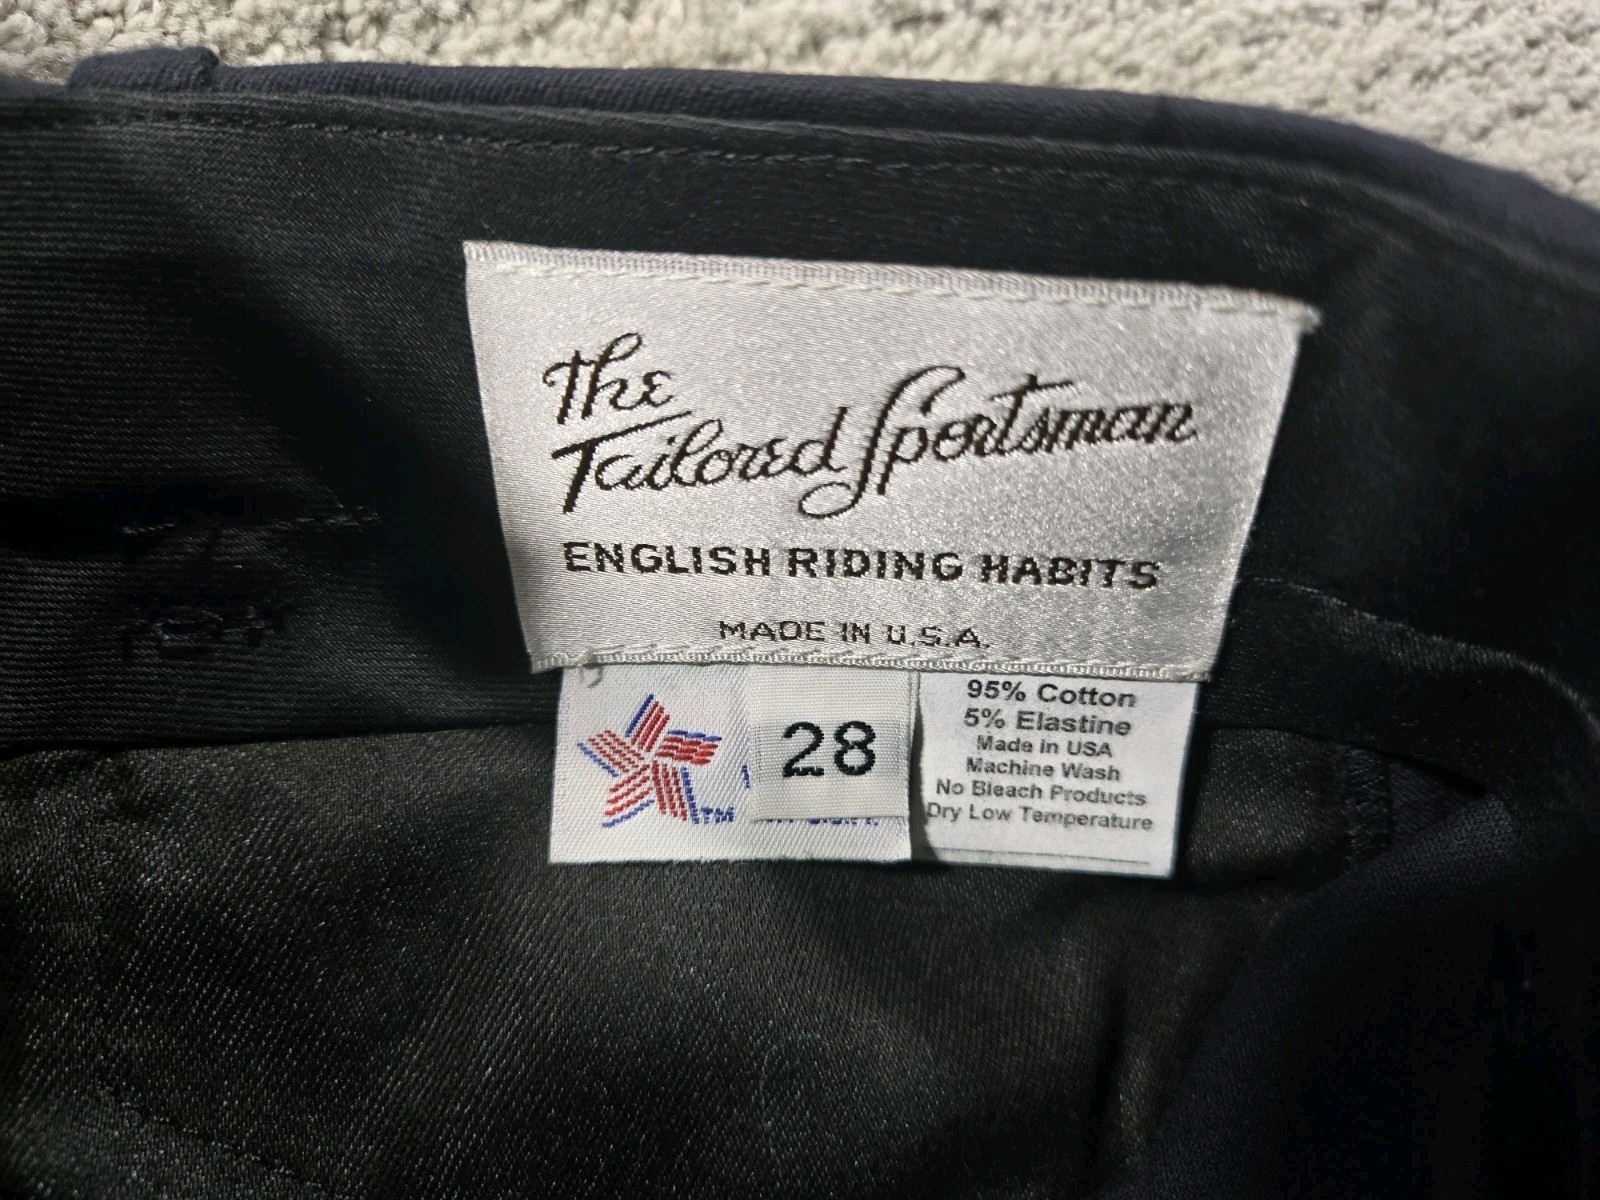 The
Tailored Sportsman
ENGLISH RIDING HABITS
MADE IN U.S.A.
TM
28
95% Cotton
5% Elastine
Made in USA
Machine Wash
No Bleach Products
Dry Low Temperature